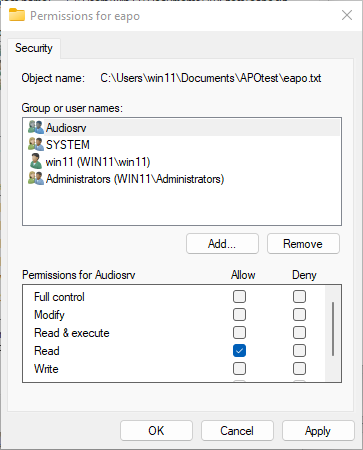 Permissions for eapo
Security
Object name: C:\Users\win11\Documents\APOtest\eapo.txt
Group or user names:
Audiosrv
SYSTEM
win11 (WIN11\win11)
Administrators (WIN11\Administrators)
Add... Remove
Permissions for Audiosrv Allow Deny
Full control
Modify
Read & execute
Read
Write
OK Cancel Apply